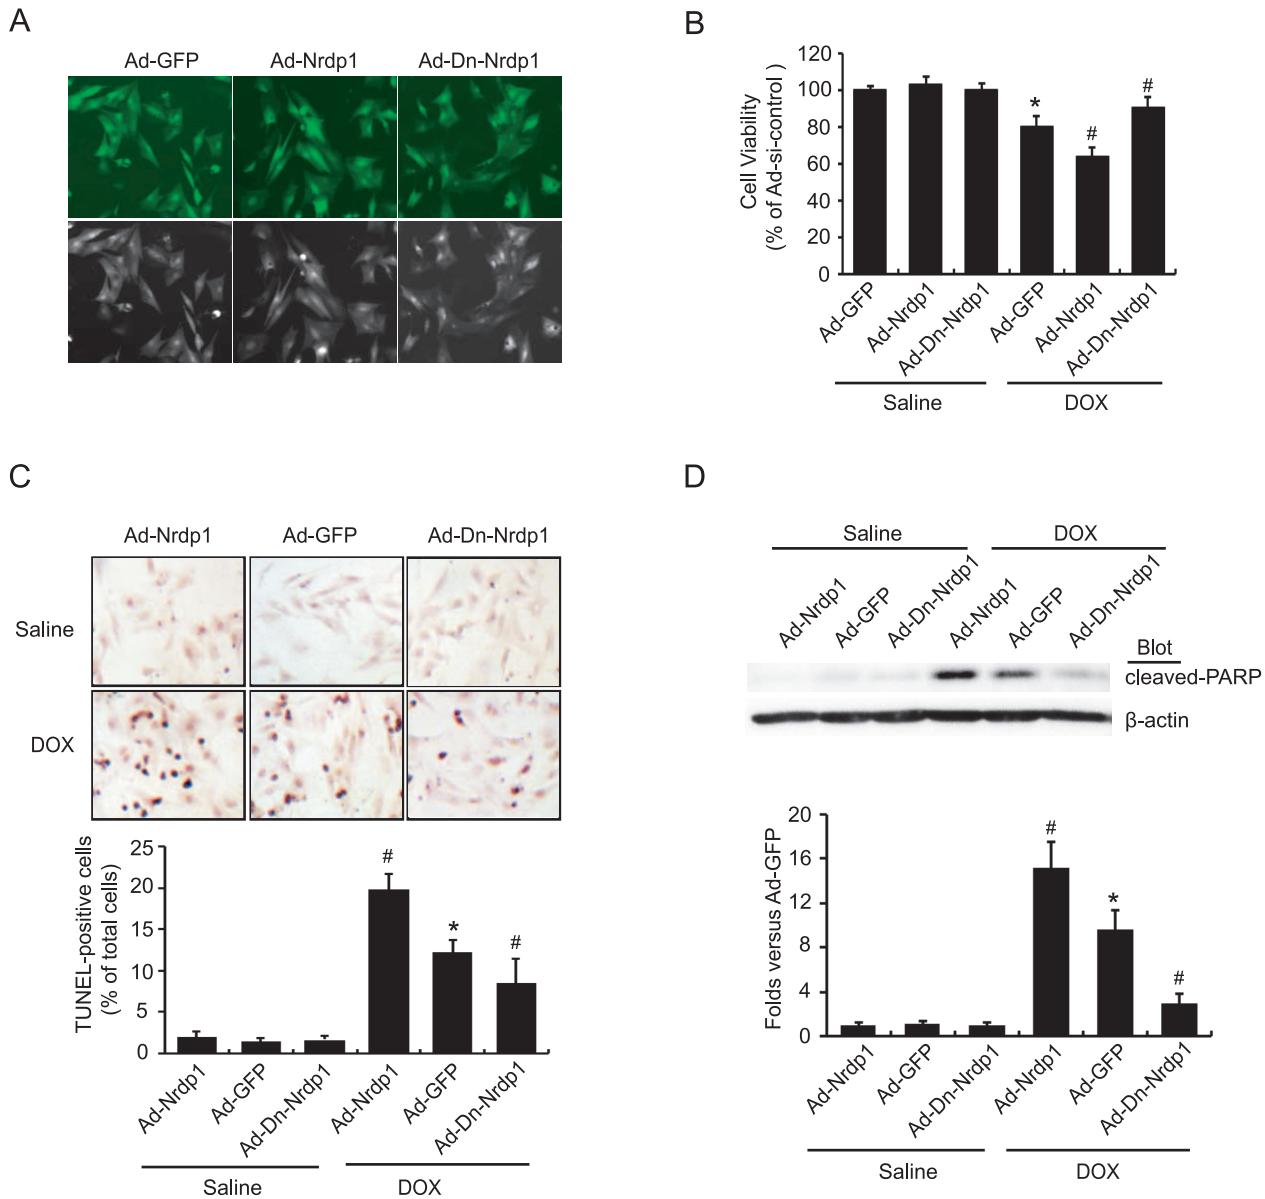 A
Ad-GFP Ad-Nrdp1 Ad-Dn-Nrdp1
B
Cell Viability
(% of Ad-si-control )
120
100
80
60
40
20
0
* # #
Ad-GFP Ad-Nrdp1 Ad-Dn-Nrdp1 Ad-GFP Ad-Nrdp1 Ad-Dn-Nrdp1
Saline DOX
C
Ad-Nrdp1 Ad-GFP Ad-Dn-Nrdp1
Saline
DOX
TUNEL-positive cells
(% of total cells)
25
20
15
10
5
0
# * #
Ad-Nrdp1 Ad-GFP Ad-Dn-Nrdp1 Ad-Nrdp1 Ad-GFP Ad-Dn-Nrdp1
Saline DOX
D
Saline DOX
Ad-Nrdp1 Ad-GFP Ad-Dn-Nrdp1 Ad-Nrdp1 Ad-GFP Ad-Dn-Nrdp1
Blot
cleaved-PARP
β-actin
Folds versus Ad-GFP
20
16
12
8
4
0
# * #
Ad-Nrdp1 Ad-GFP Ad-Dn-Nrdp1 Ad-Nrdp1 Ad-GFP Ad-Dn-Nrdp1
Saline DOX